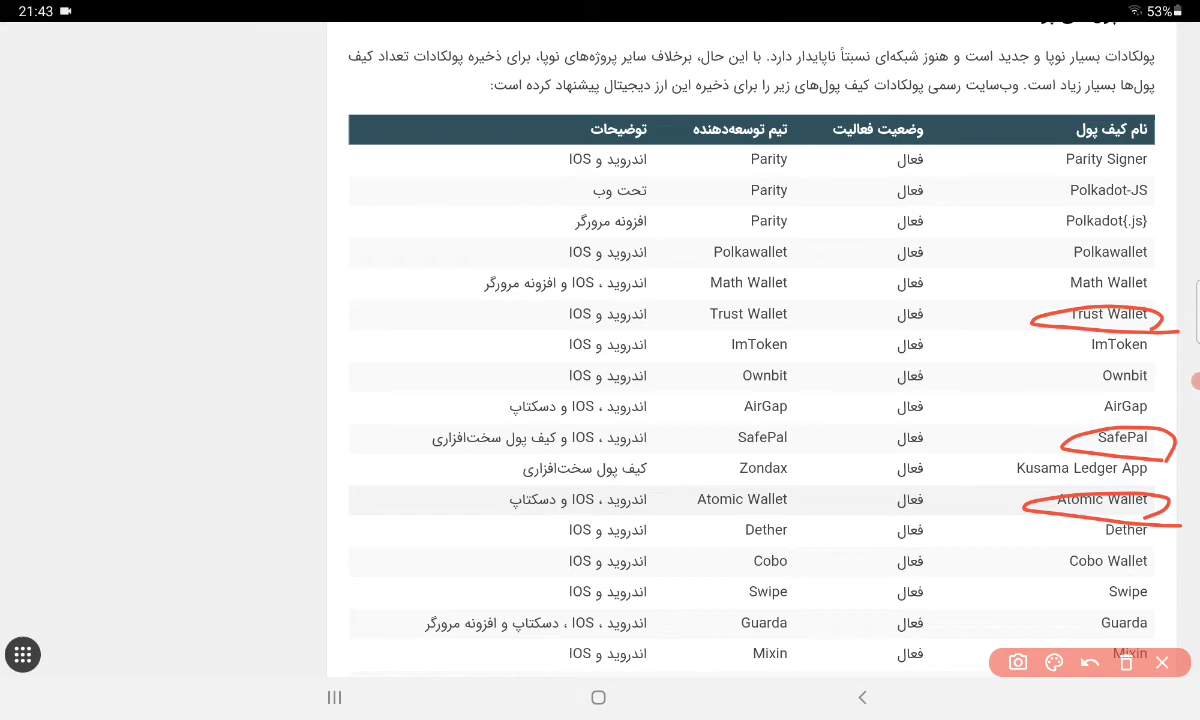 21:43 53%
پولکادات بسیار نوپا و جدید است و هنوز شبکه‌ای نسبتاً ناپایدار دارد. با این حال، برخلاف سایر پروژه‌های نوپا، برای ذخیره پولکادات تعداد کیف
پول‌ها بسیار زیاد است. وب‌سایت رسمی پولکادات کیف پول‌های زیر را برای ذخیره این ارز دیجیتال پیشنهاد کرده است:
نام کیف پول وضعیت فعالیت تیم توسعه‌دهنده توضیحات
Parity Signer فعال Parity اندروید و IOS
Polkadot-JS فعال Parity تحت وب
Polkadot{.js} فعال Parity افزونه مرورگر
Polkawallet فعال Polkawallet اندروید و IOS
Math Wallet فعال Math Wallet اندروید ، IOS و افزونه مرورگر
Trust Wallet فعال Trust Wallet اندروید و IOS
ImToken فعال ImToken اندروید و IOS
Ownbit فعال Ownbit اندروید و IOS
AirGap فعال AirGap اندروید ، IOS و دسکتاپ
SafePal فعال SafePal اندروید ، IOS و کیف پول سخت‌افزاری
Kusama Ledger App فعال Zondax کیف پول سخت‌افزاری
Atomic Wallet فعال Atomic Wallet اندروید ، IOS و دسکتاپ
Dether فعال Dether اندروید و IOS
Cobo Wallet فعال Cobo اندروید و IOS
Swipe فعال Swipe اندروید و IOS
Guarda فعال Guarda اندروید ، IOS ، دسکتاپ و افزونه مرورگر
Mixin فعال Mixin اندروید و IOS